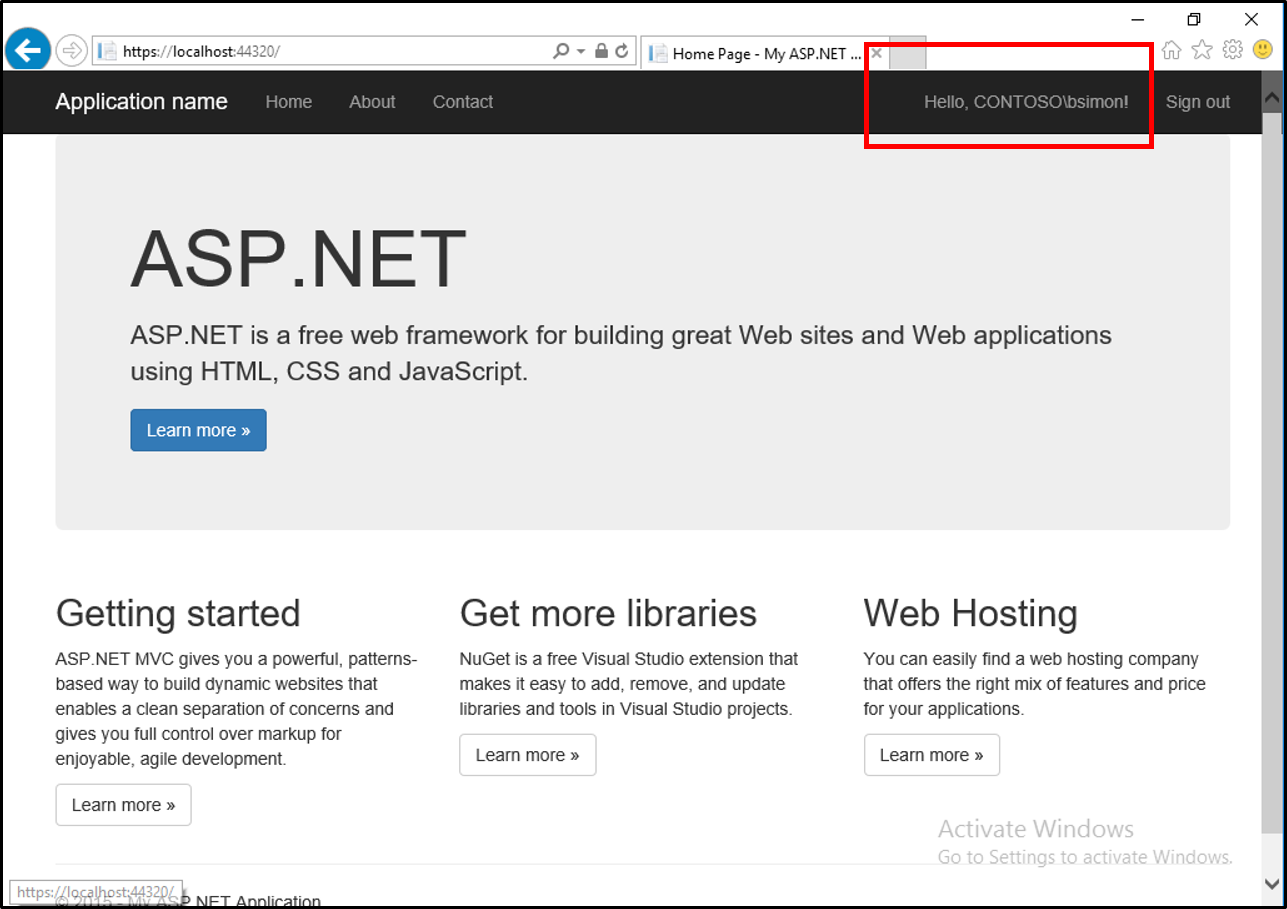 https://localhost:44320/
Home Page - My ASP.NET ...
Application name Home About Contact Hello, CONTOSO\bsimon! Sign out
ASP.NET
ASP.NET is a free web framework for building great Web sites and Web applications
using HTML, CSS and JavaScript.
Learn more »
Getting started
ASP.NET MVC gives you a powerful, patterns-
based way to build dynamic websites that
enables a clean separation of concerns and
gives you full control over markup for
enjoyable, agile development.
Learn more »
Get more libraries
NuGet is a free Visual Studio extension that
makes it easy to add, remove, and update
libraries and tools in Visual Studio projects.
Learn more »
Web Hosting
You can easily find a web hosting company
that offers the right mix of features and price
for your applications.
Learn more »
Activate Windows
Go to Settings to activate Windows.
https://localhost:44320/
© 2015 - My ASP.NET Application